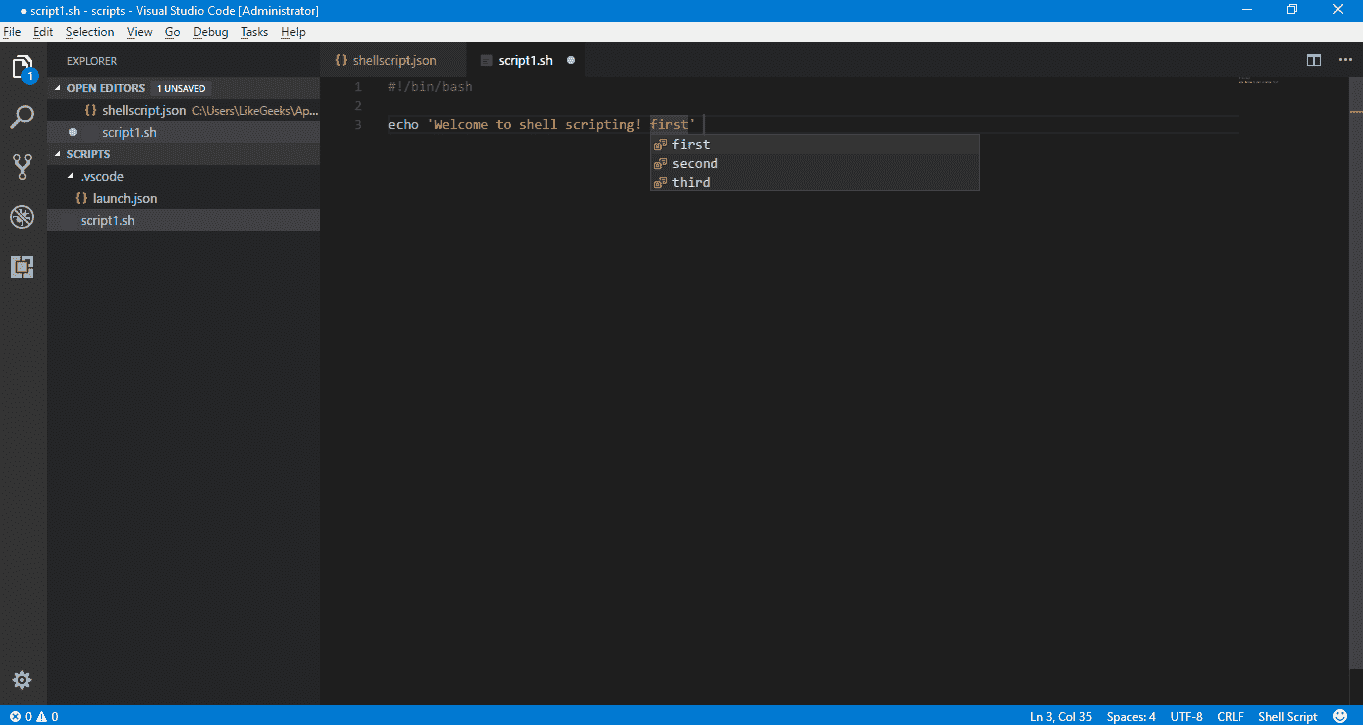 ● script1.sh - scripts - Visual Studio Code [Administrator]
File Edit Selection View Go Debug Tasks Help
EXPLORER
{} shellscript.json
script1.sh ●
1
OPEN EDITORS 1 UNSAVED
{} shellscript.json C:\Users\LikeGeeks\Ap...
● script1.sh
SCRIPTS
.vscode
{} launch.json
script1.sh
1 #!/bin/bash
2
3 echo 'Welcome to shell scripting! first'
first
second
third
0 0
Ln 3, Col 35 Spaces: 4 UTF-8 CRLF Shell Script